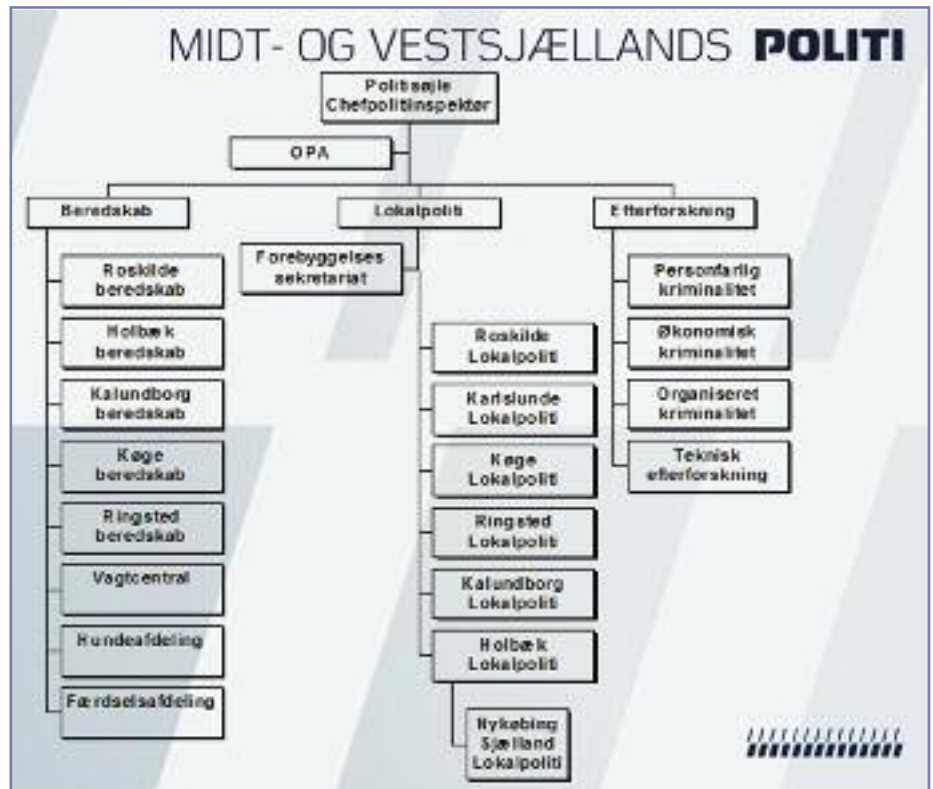 MIDT- OG VESTSJÆLLANDS POLITI
Politisøjle
Chefpolitiinspektør
OPA
Beredskab
Lokalpoliti
Efterforskning
Forebyggelses
sekretariat
Roskilde
beredskab
Holbæk
beredskab
Kalundborg
beredskab
Køge
beredskab
Ringsted
beredskab
Vagtcentral
Hundeafdeling
Færdselsafdeling
Roskilde
Lokalpoliti
Karlslunde
Lokalpoliti
Køge
Lokalpoliti
Ringsted
Lokalpoliti
Kalundborg
Lokalpoliti
Holbæk
Lokalpoliti
Nykøbing
Sjælland
Lokalpoliti
Personfarlig
kriminalitet
Økonomisk
kriminalitet
Organiseret
kriminalitet
Teknisk
efterforskning